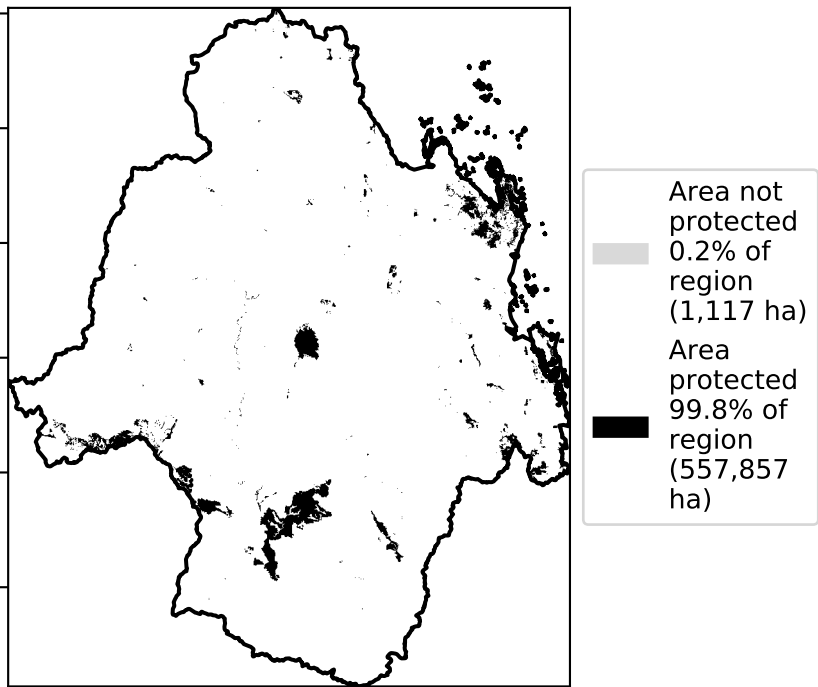 Area not
protected
0.2% of
region
(1,117 ha)
Area
protected
99.8% of
region
(557,857
ha)